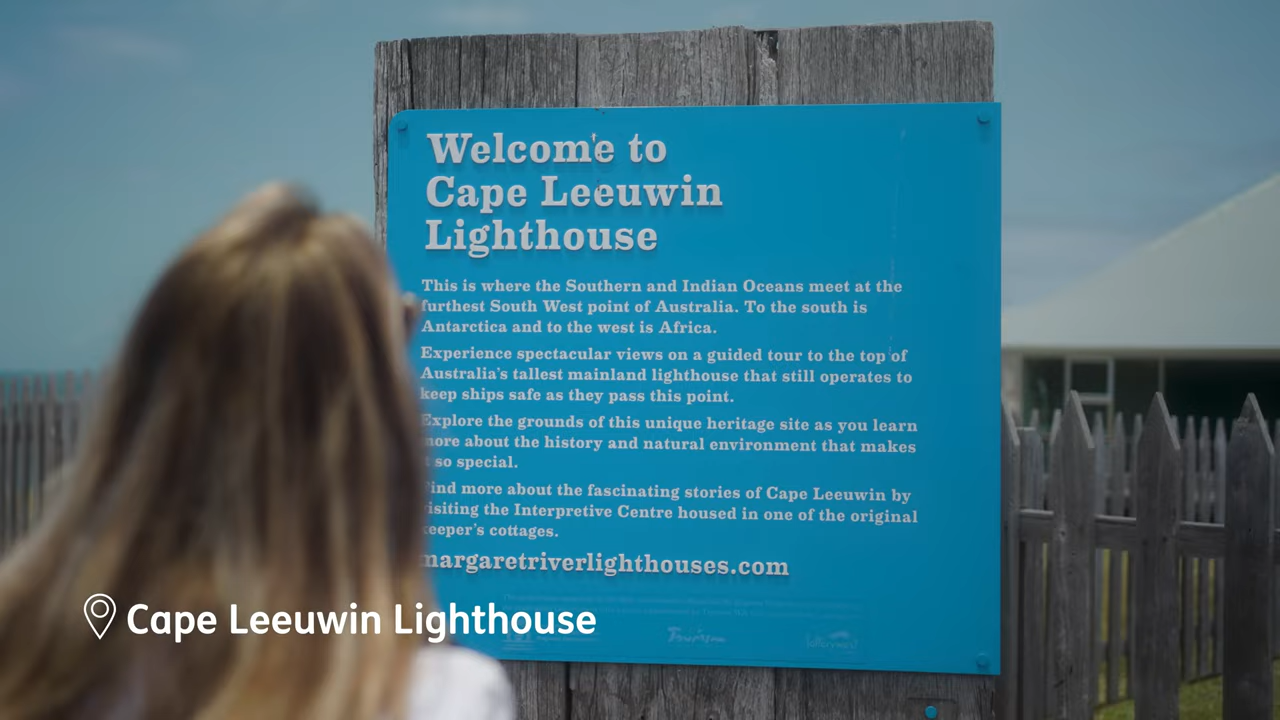 Welcome to
Cape Leeuwin
Lighthouse
This is where the Southern and Indian Oceans meet at the
furthest South West point of Australia. To the south is
Antarctica and to the west is Africa.
Experience spectacular views on a guided tour to the top of
Australia's tallest mainland lighthouse that still operates to
keep ships safe as they pass this point.
Explore the grounds of this unique heritage site as you learn
more about the history and natural environment that makes
it so special.
Find more about the fascinating stories of Cape Leeuwin by
visiting the Interpretive Centre housed in one of the original
keeper's cottages.
margaretriverlighthouses.com
Cape Leeuwin Lighthouse